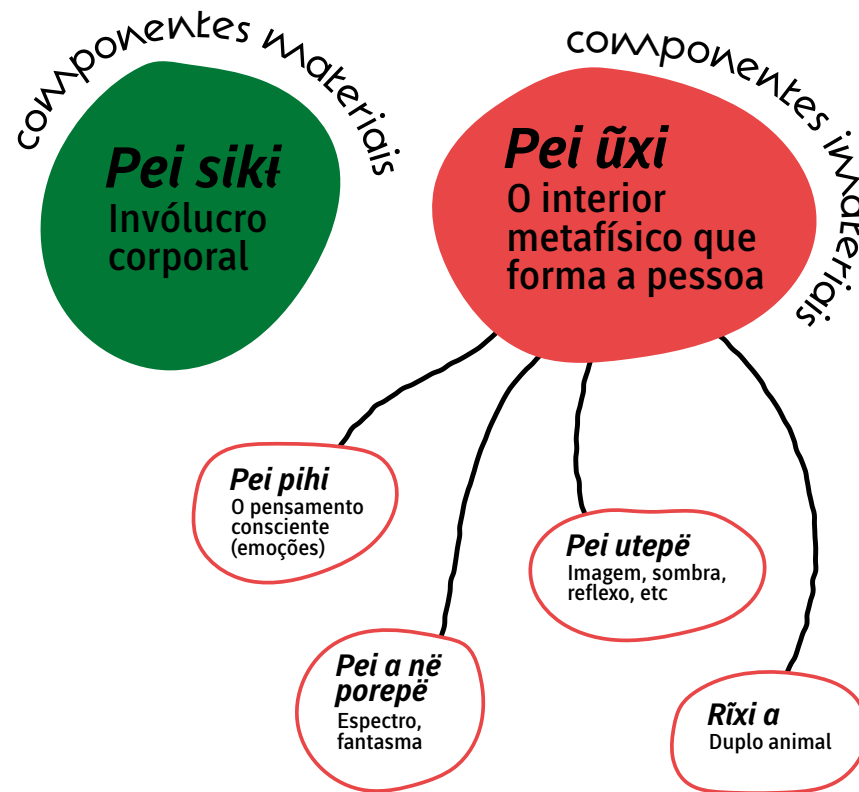 componentes materiais
Pei sikɨ
Invólucro
corporal
componentes imateriais
Pei ũxi
O interior
metafísico que
forma a pessoa
Pei pihi
O pensamento
consciente
(emoções)
Pei utepë
Imagem, sombra,
reflexo, etc
Pei a në
porepë
Espectro,
fantasma
Rĩxi a
Duplo animal